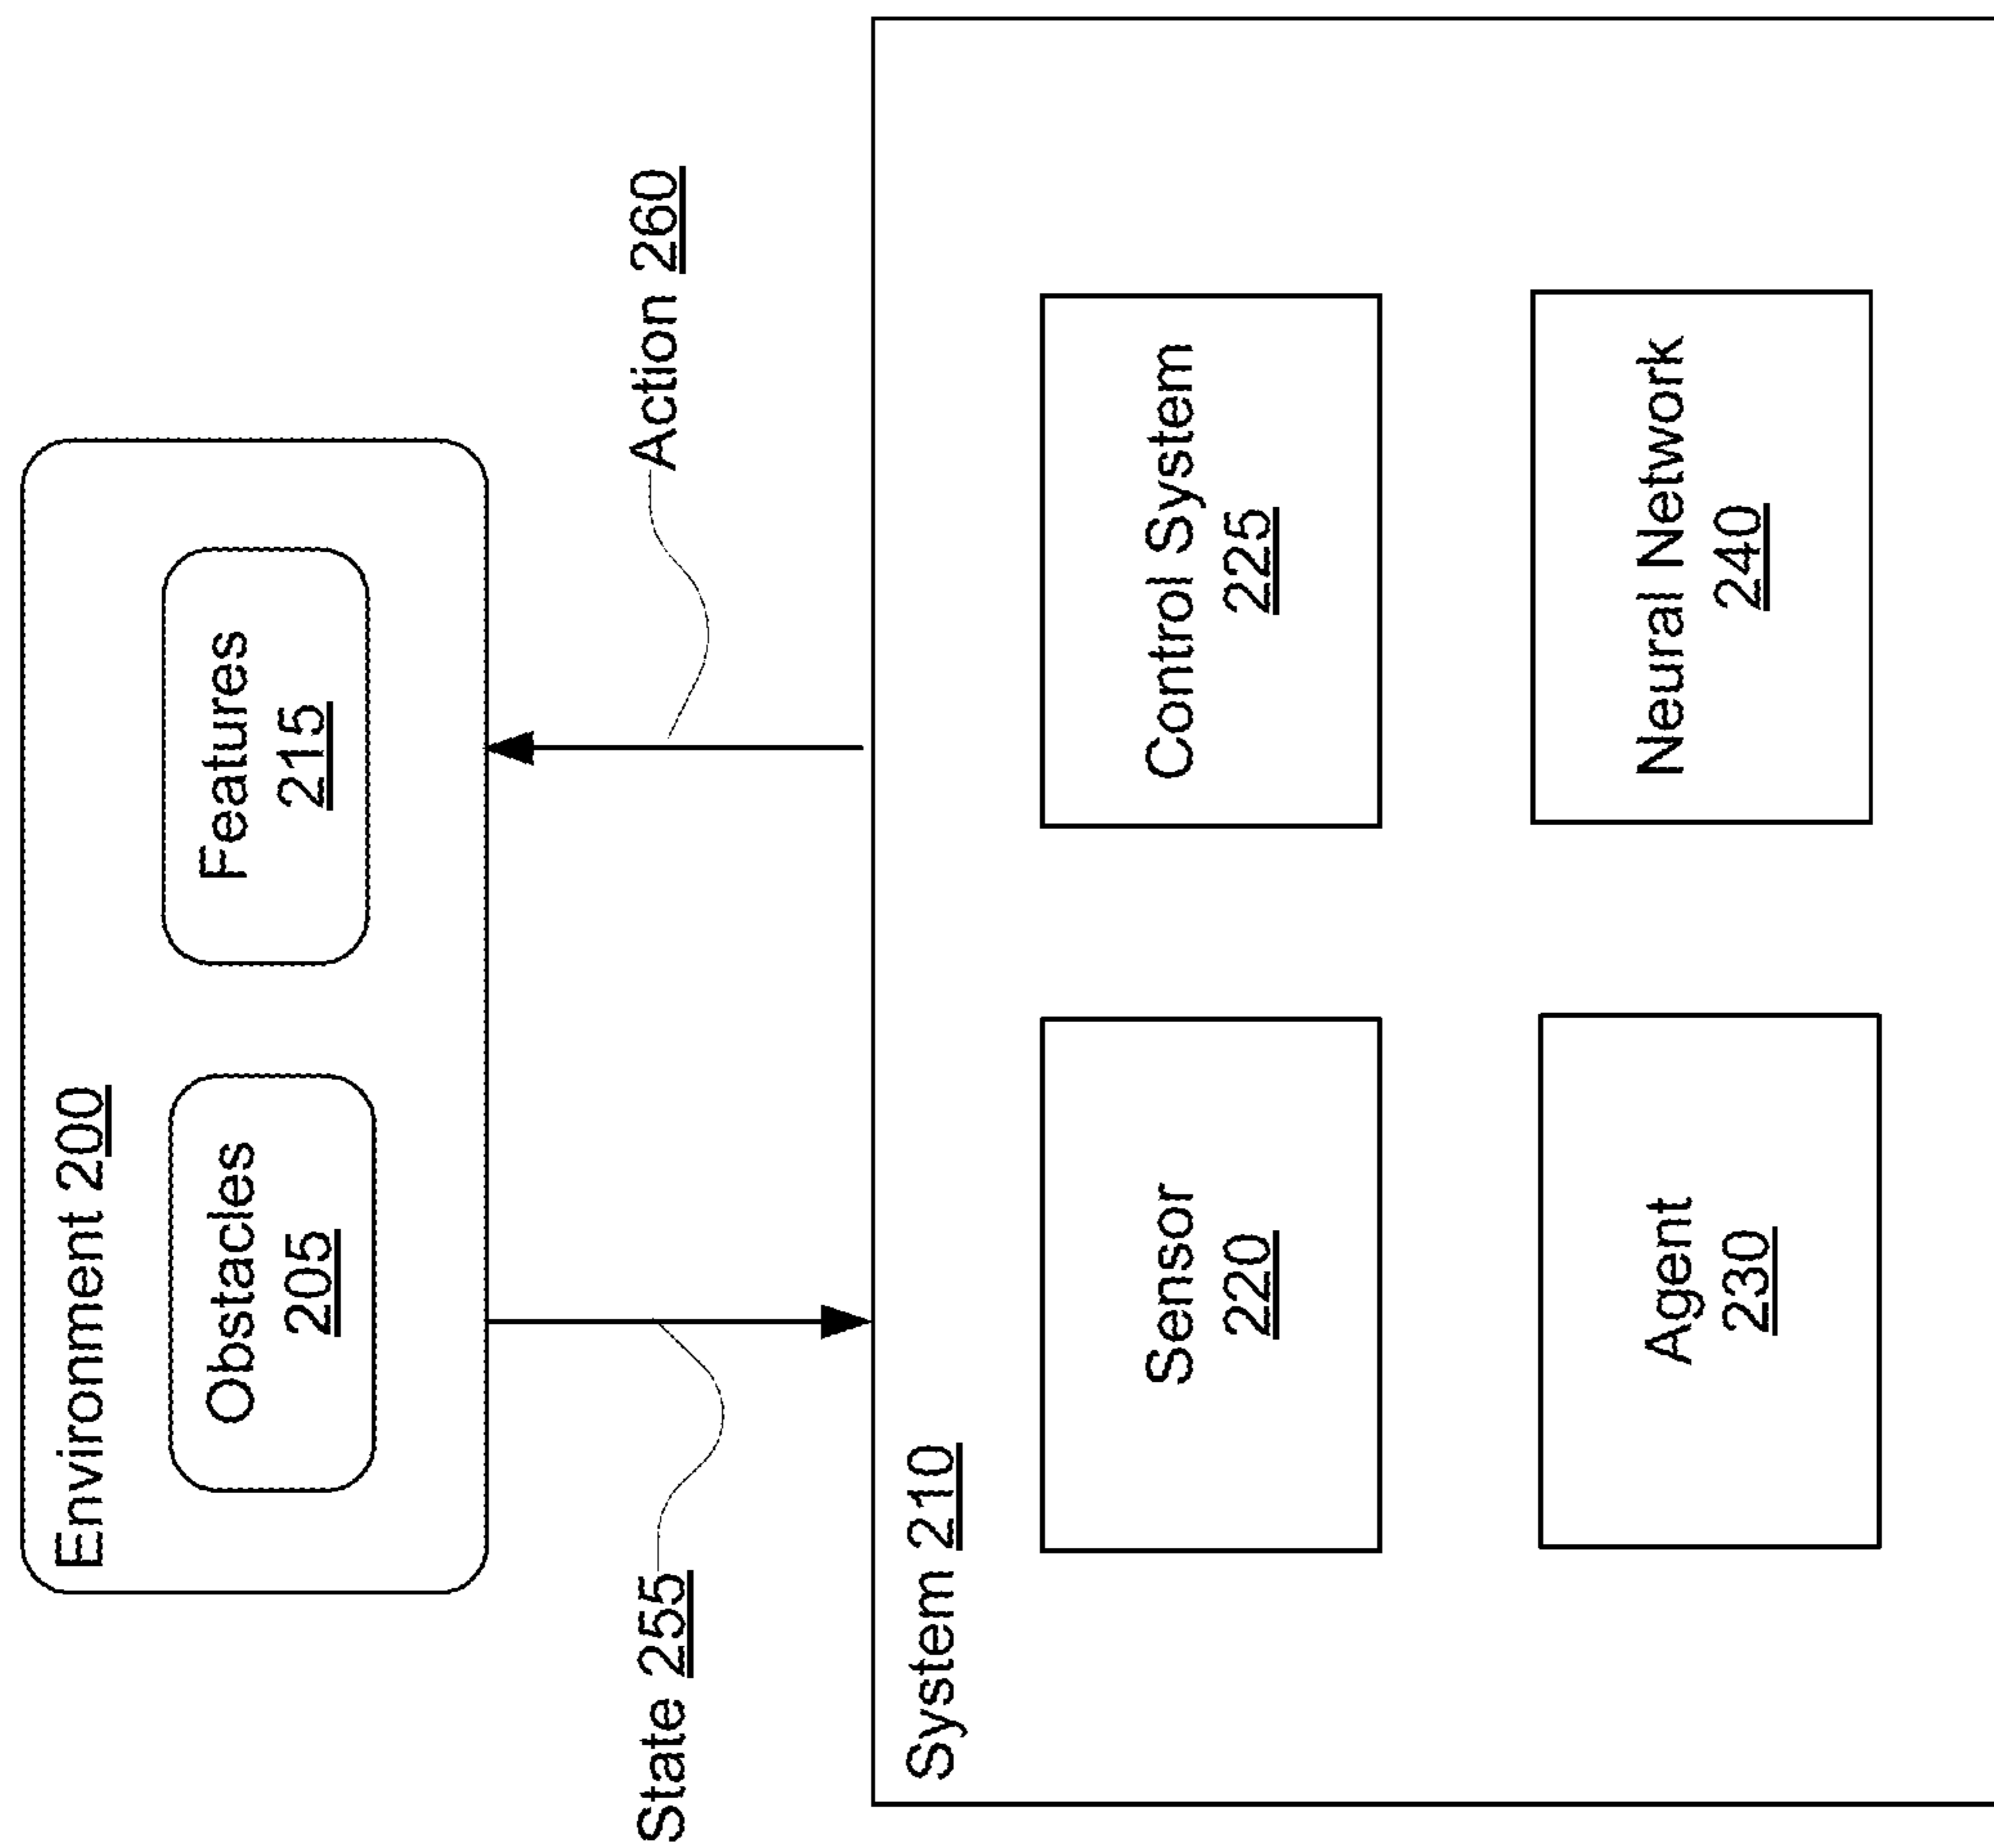 Environment 200
Obstacles
205
Features
215
State 255
Action 260
System 210
Sensor
220
Control System
225
Agent
230
Neural Network
240